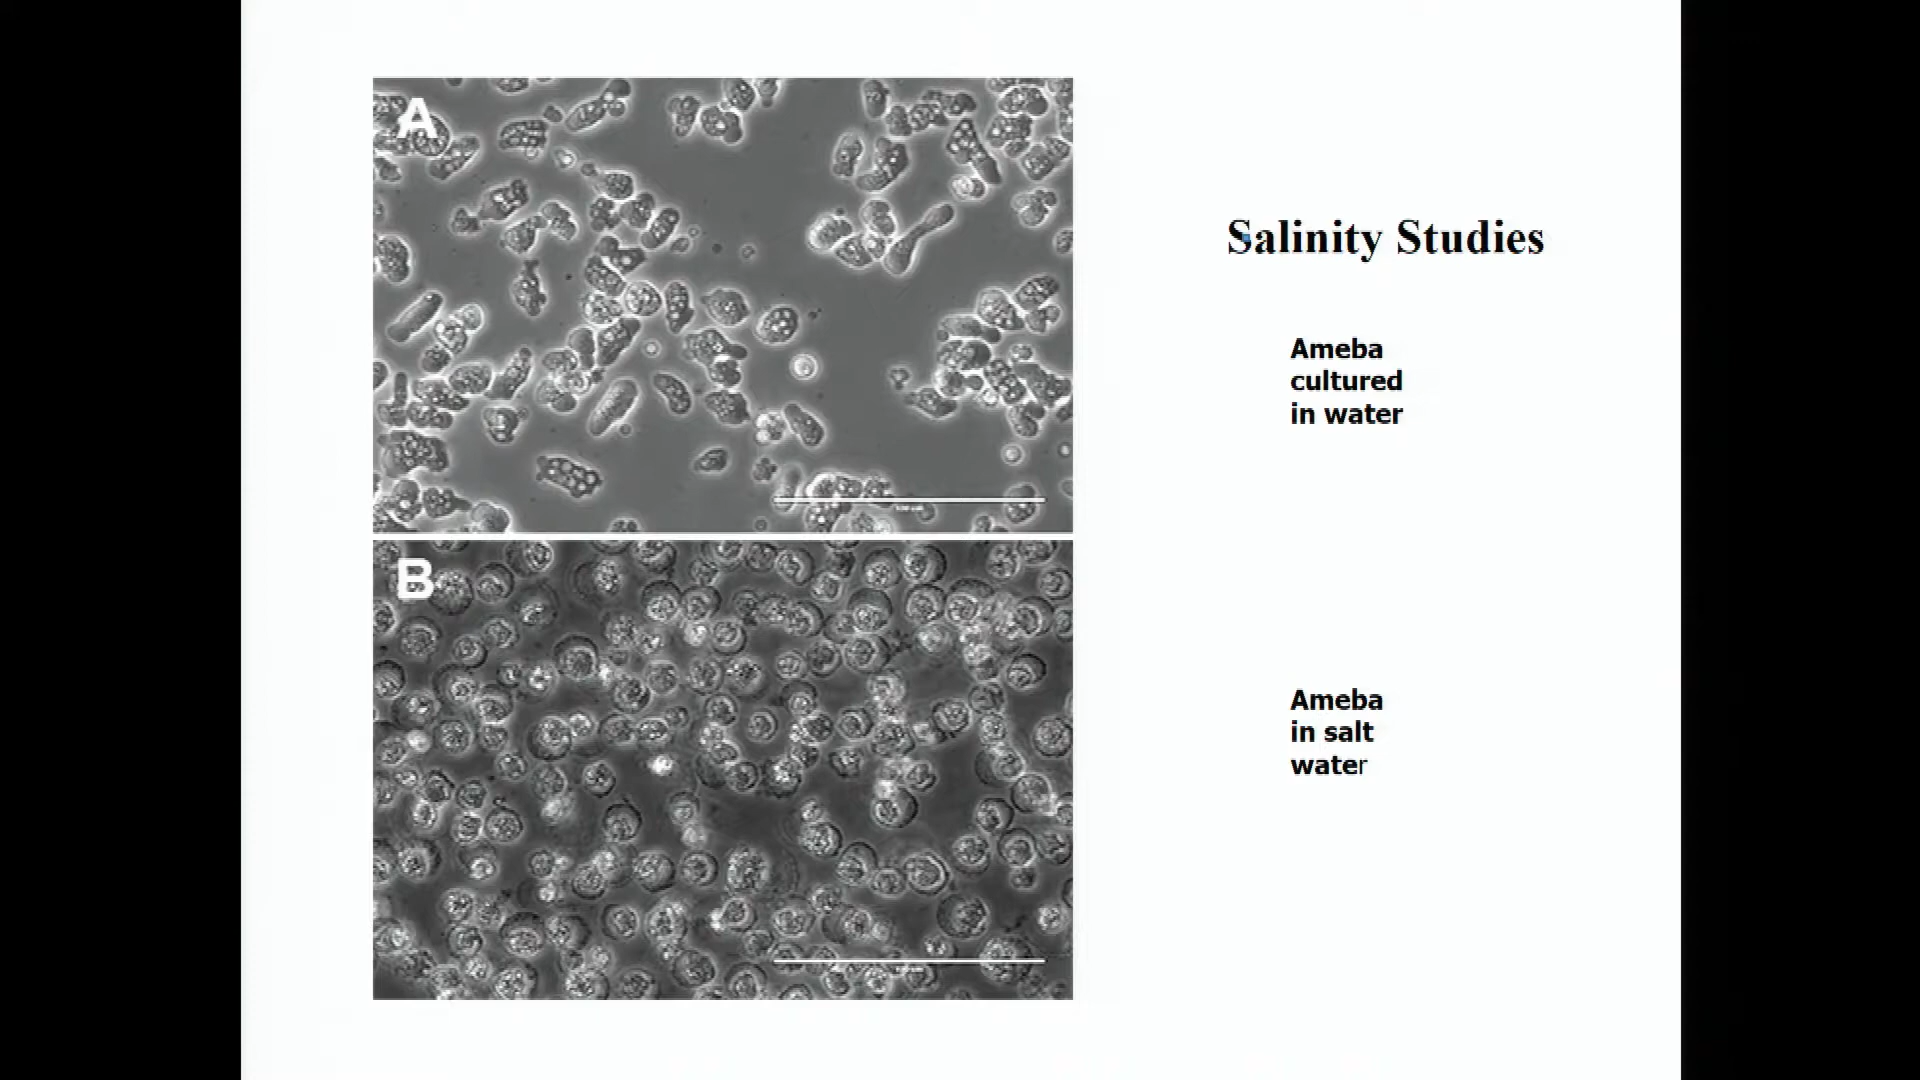 A
Salinity Studies
Ameba
cultured
in water
B
Ameba
in salt
water